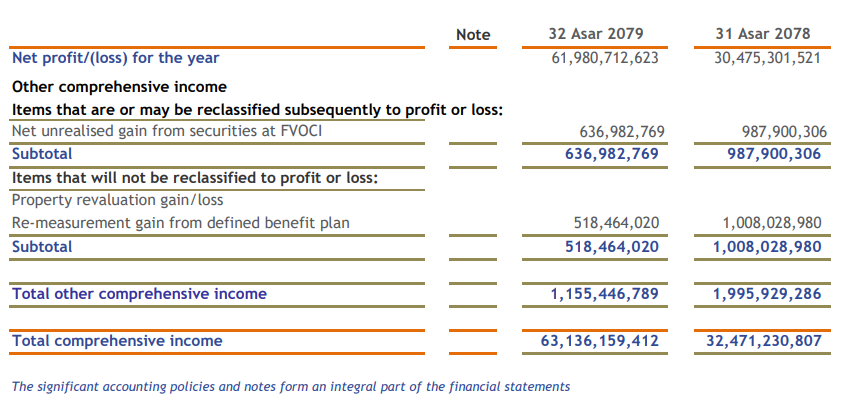 Note 32 Asar 2079 31 Asar 2078
Net profit/(loss) for the year 61,980,712,623 30,475,301,521
Other comprehensive income
Items that are or may be reclassified subsequently to profit or loss:
Net unrealised gain from securities at FVOCI 636,982,769 987,900,306
Subtotal 636,982,769 987,900,306
Items that will not be reclassified to profit or loss:
Property revaluation gain/loss
Re-measurement gain from defined benefit plan 518,464,020 1,008,028,980
Subtotal 518,464,020 1,008,028,980
Total other comprehensive income 1,155,446,789 1,995,929,286
Total comprehensive income 63,136,159,412 32,471,230,807
The significant accounting policies and notes form an integral part of the financial statements